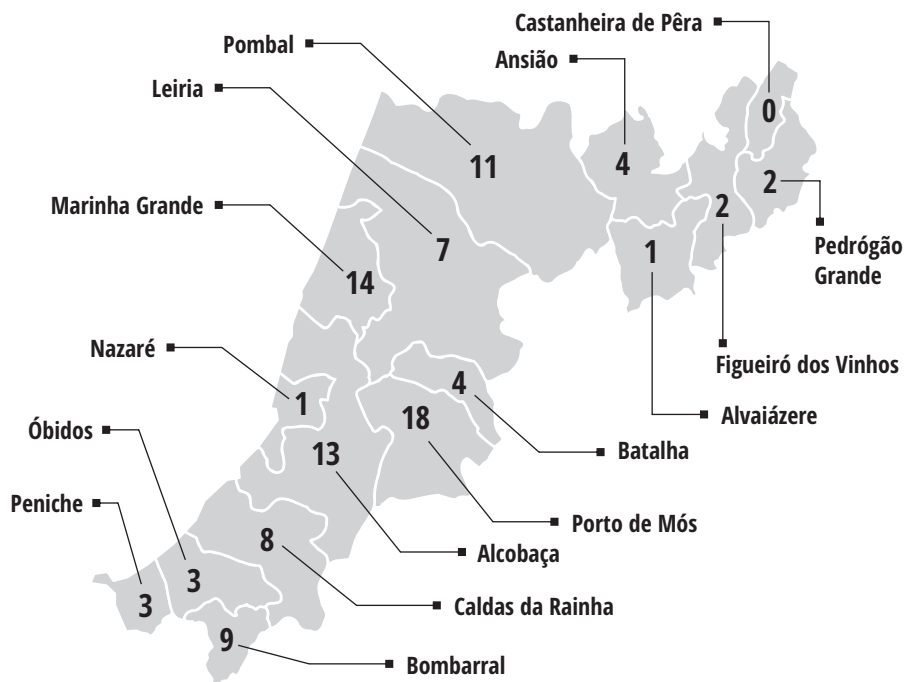 Castanheira de Pêra
Pombal
Ansião
Leiria
0
11
4
2
Marinha Grande
2
7
1
Pedrógão
Grande
14
Nazaré
Figueiró dos Vinhos
4
1
18
Alvaiázere
Óbidos
13
Batalha
Peniche
Porto de Mós
8
Alcobaça
3
3
Caldas da Rainha
9
Bombarral